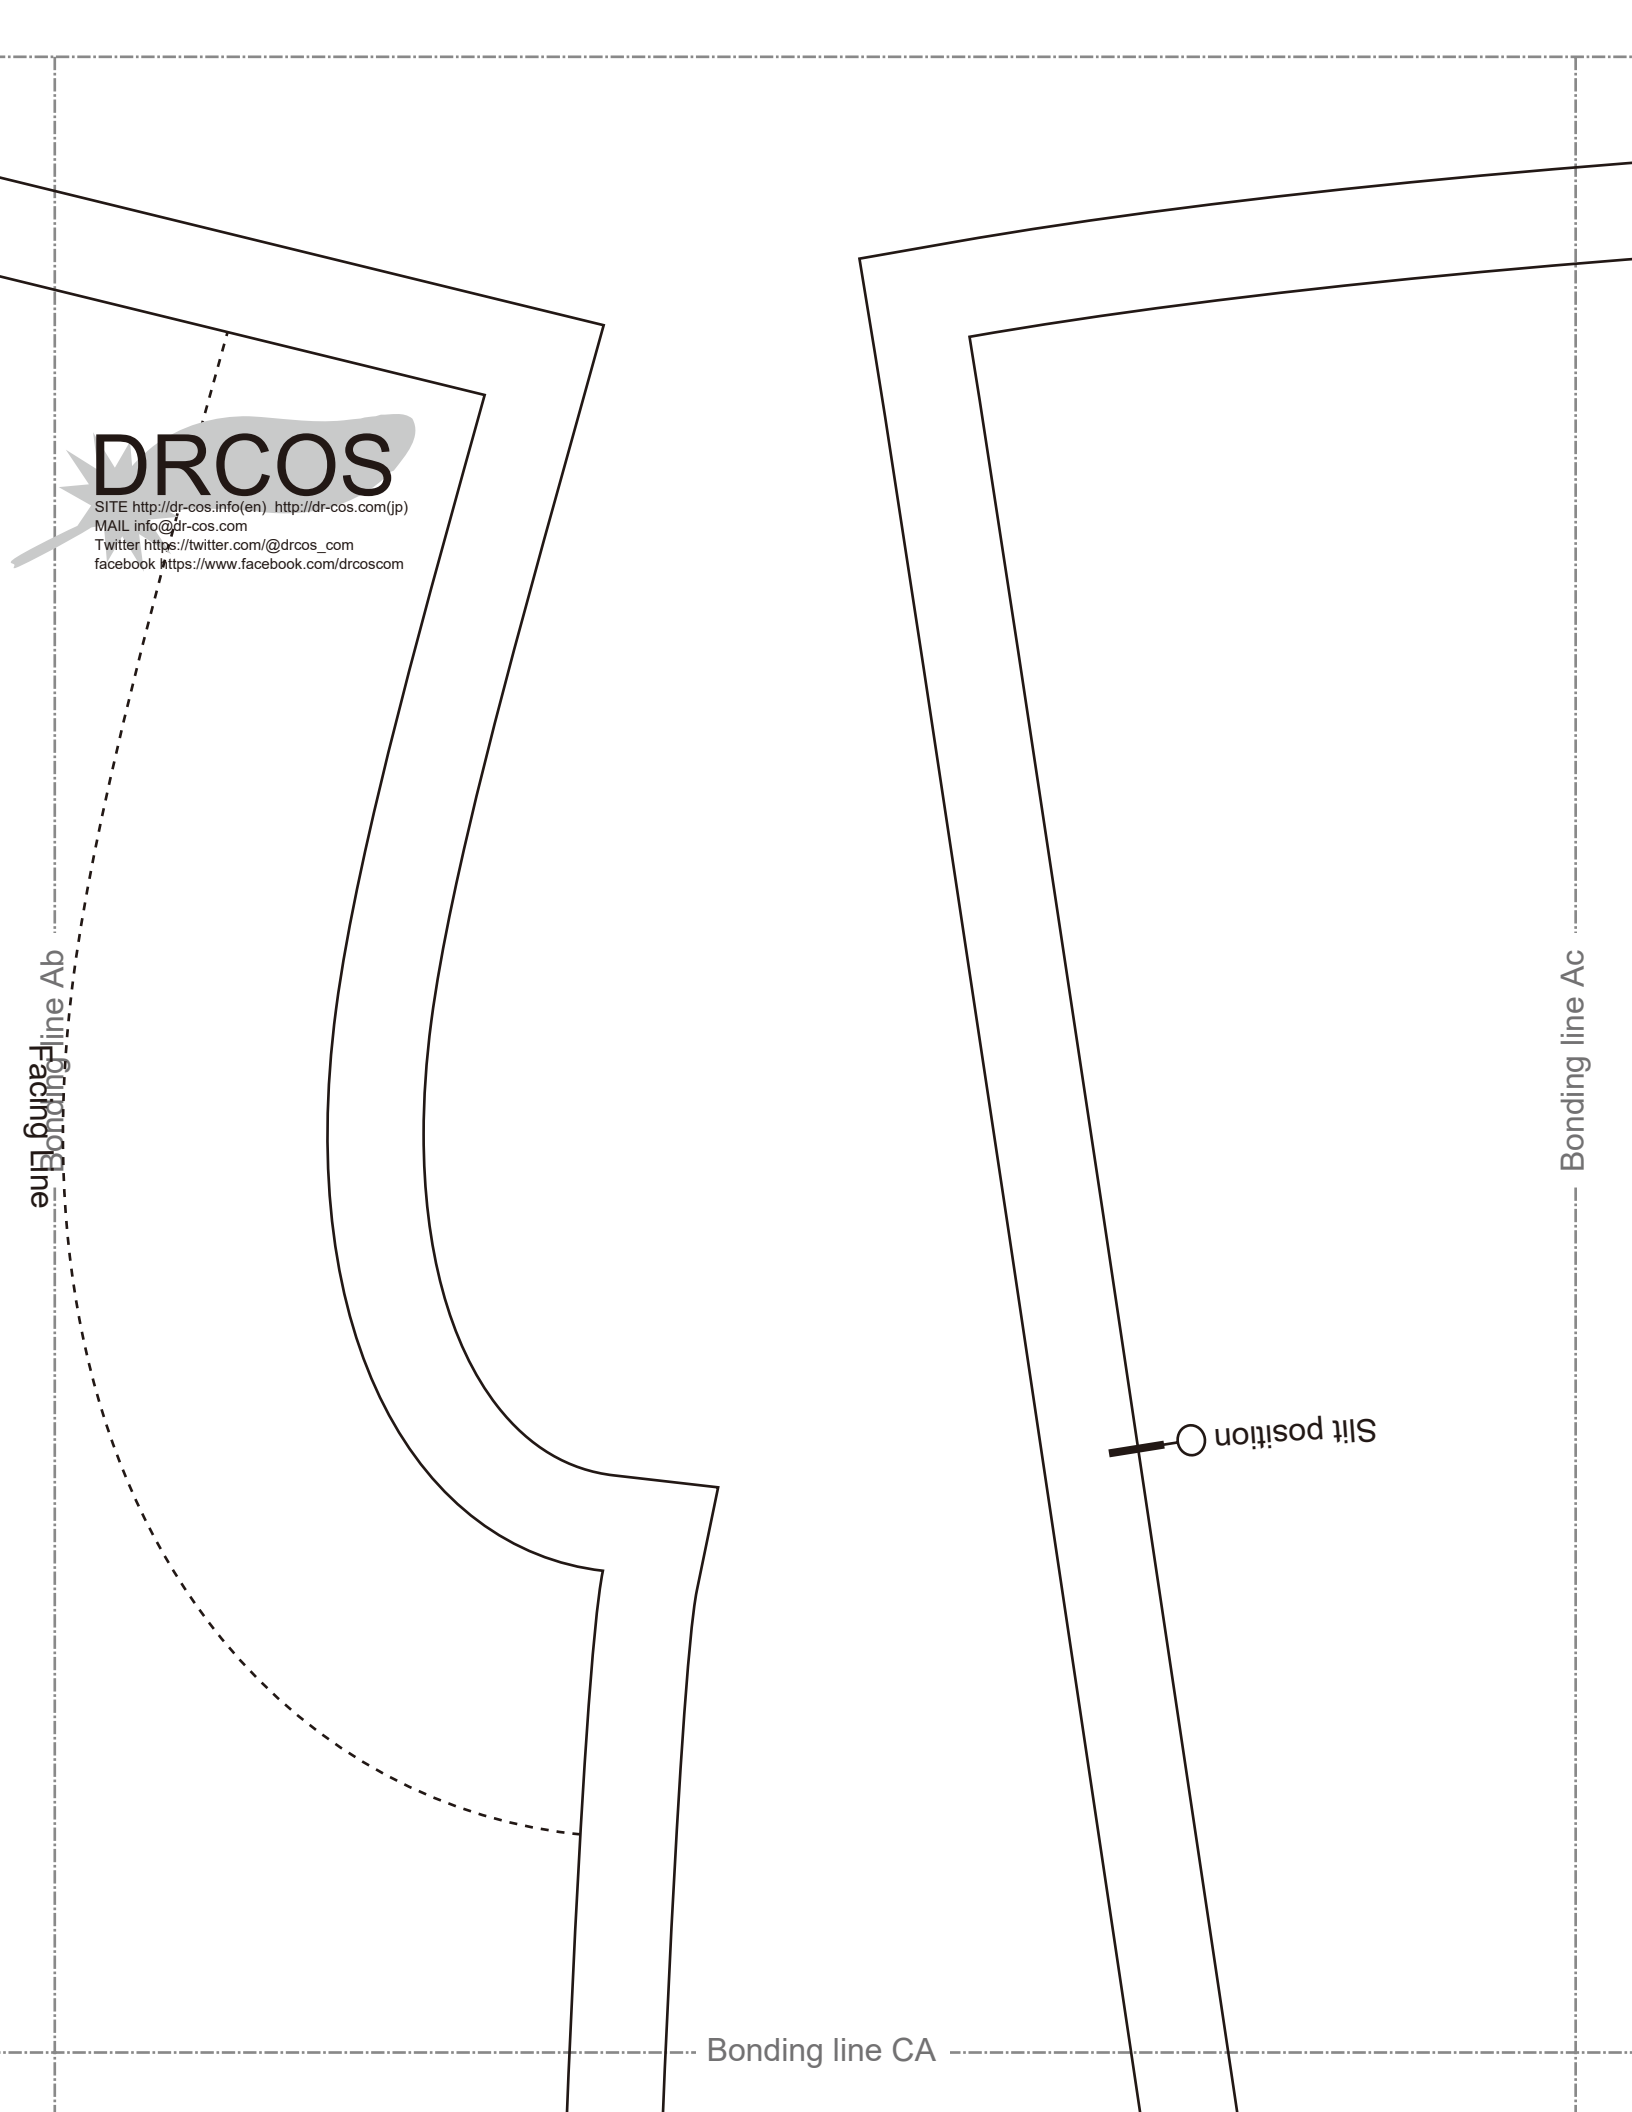 DRCOS
SITE http://dr-cos.info(en)  http://dr-cos.com(jp)
MAIL info@dr-cos.com
Twitter https://twitter.com/@drcos_com
facebook https://www.facebook.com/drcoscom
Bonding line Ab
Facing Line
Bonding line Ac
Slit position
Bonding line CA